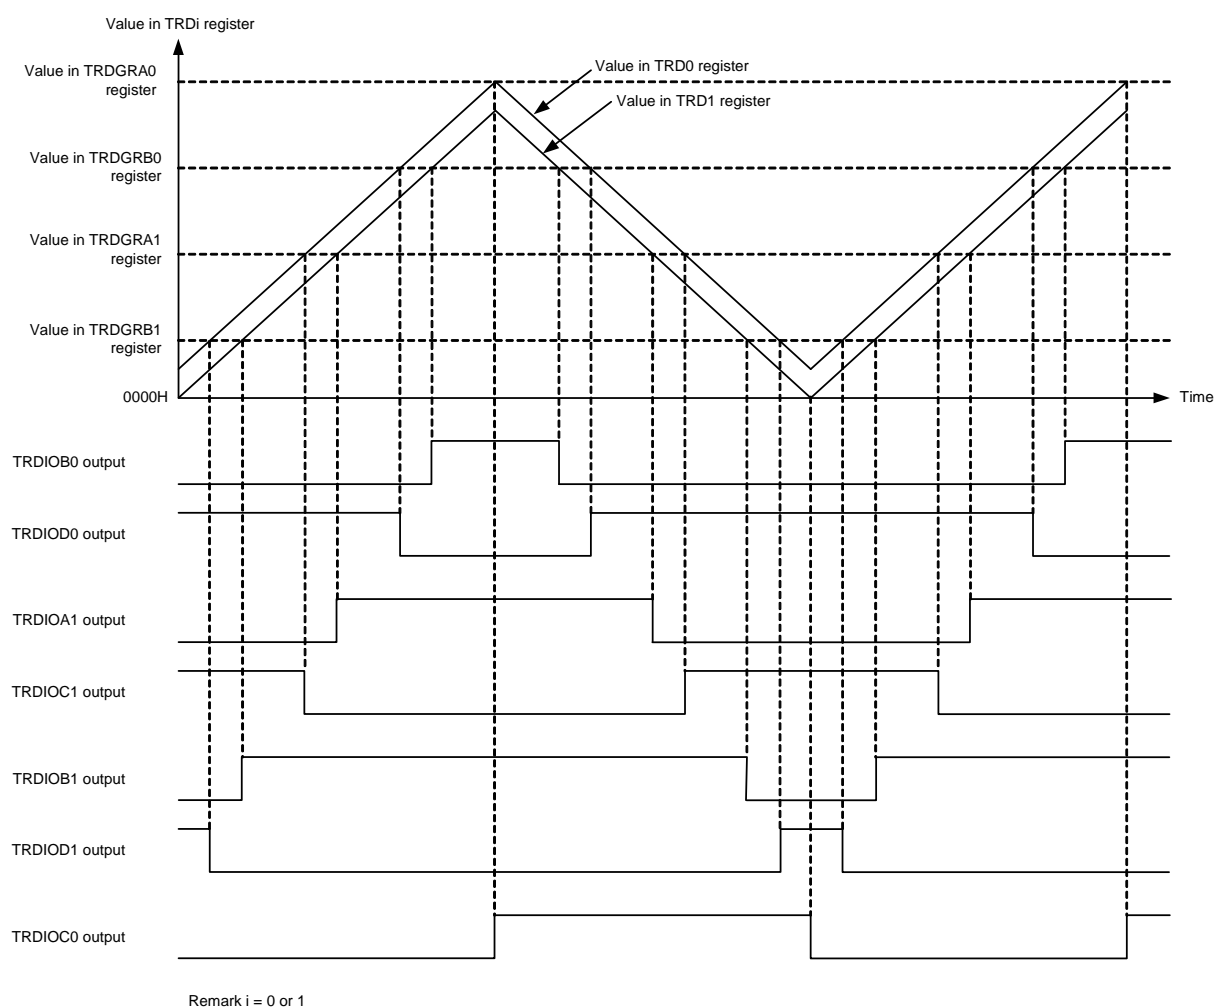 Value in TRDi register
Value in TRDGRA0
register
Value in TRD0 register
Value in TRD1 register
Value in TRDGRB0
register
Value in TRDGRA1
register
Value in TRDGRB1
register
0000H
Time
TRDIOB0 output
TRDIOD0 output
TRDIOA1 output
TRDIOC1 output
TRDIOB1 output
TRDIOD1 output
TRDIOC0 output
Remark i = 0 or 1